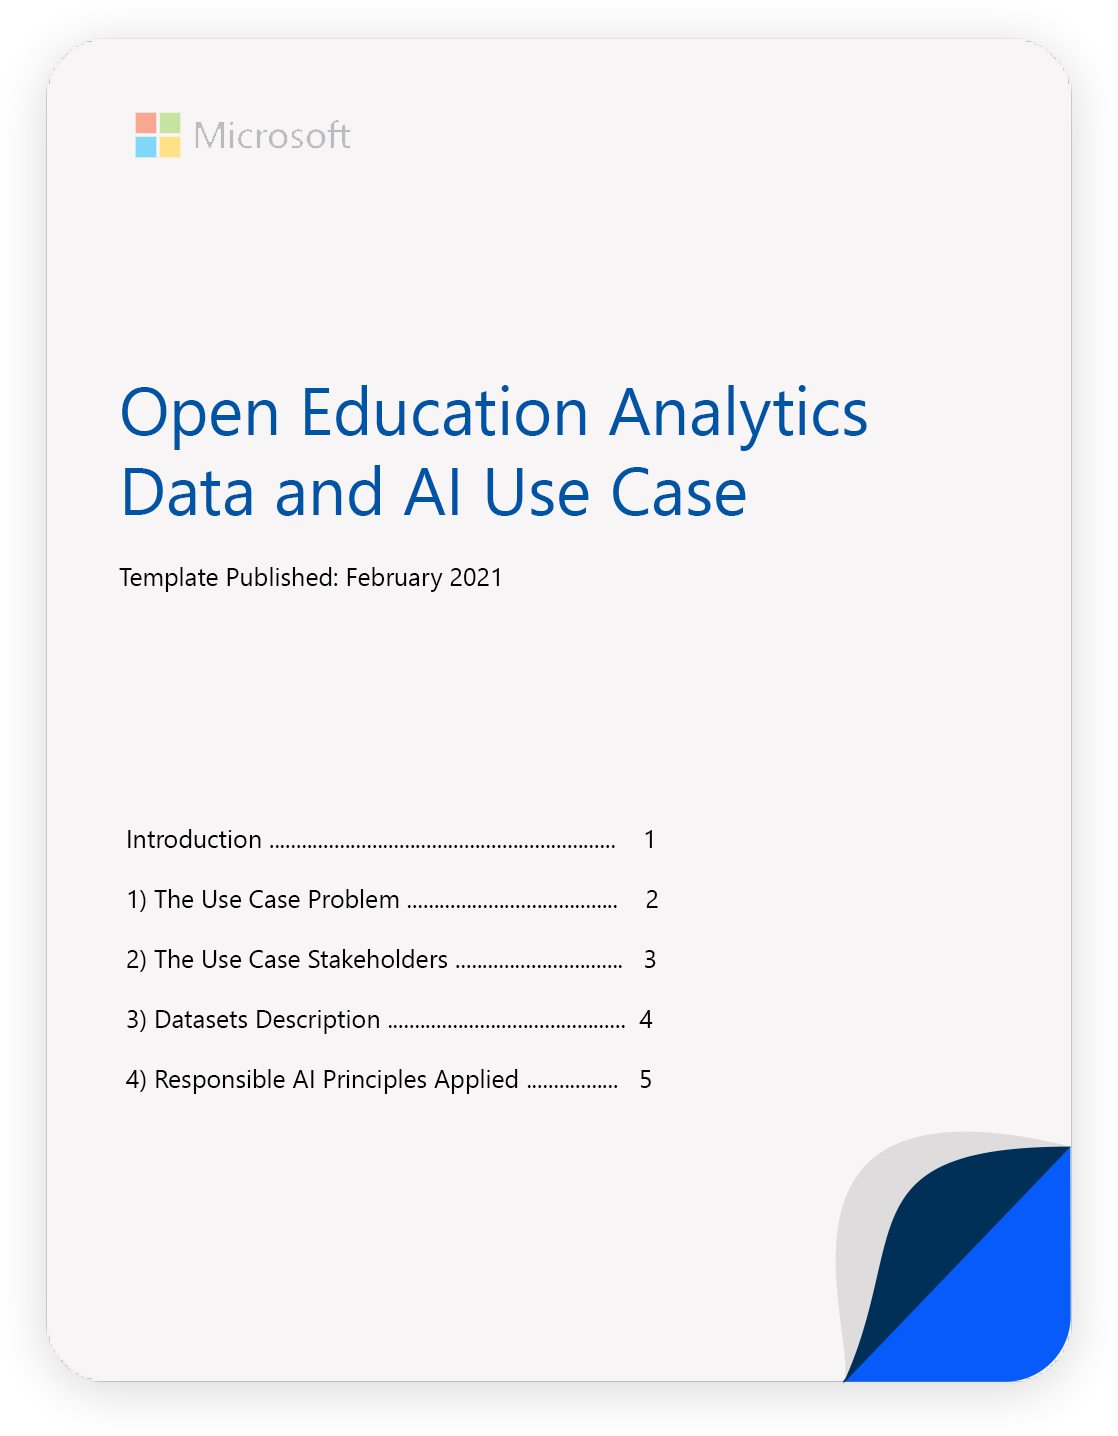 Microsoft
Open Education Analytics
Data and AI Use Case
Template Published: February 2021
Introduction ................................................................ 1
1) The Use Case Problem ....................................... 2
2) The Use Case Stakeholders ............................... 3
3) Datasets Description ............................................ 4
4) Responsible AI Principles Applied ................. 5